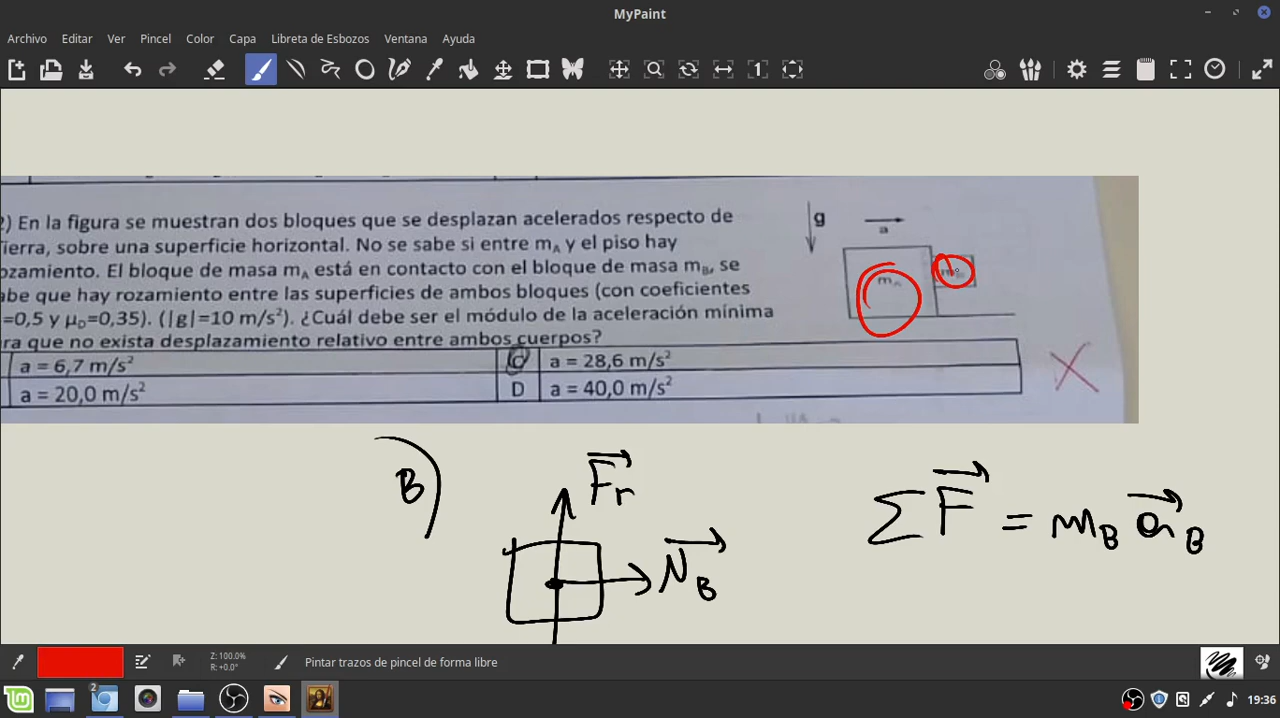 MyPaint
Archivo Editar Ver Pincel Color Capa Libreta de Esbozos Ventana Ayuda
2) En la figura se muestran dos bloques que se desplazan acelerados respecto de
ierra, sobre una superficie horizontal. No se sabe si entre mA y el piso hay
ozamiento. El bloque de masa mA está en contacto con el bloque de masa mB, se
abe que hay rozamiento entre las superficies de ambos bloques (con coeficientes
=0,5 y μD=0,35). (|g|=10 m/s²). ¿Cuál debe ser el módulo de la aceleración mínima
ra que no exista desplazamiento relativo entre ambos cuerpos?
a = 6,7 m/s² C a = 28,6 m/s²
a = 20,0 m/s² D a = 40,0 m/s²
g
a
mA
B)
Fr
NB
ΣF = mB aB
Z: 100.0%
R: +0.0°
Pintar trazos de pincel de forma libre
2
19:36